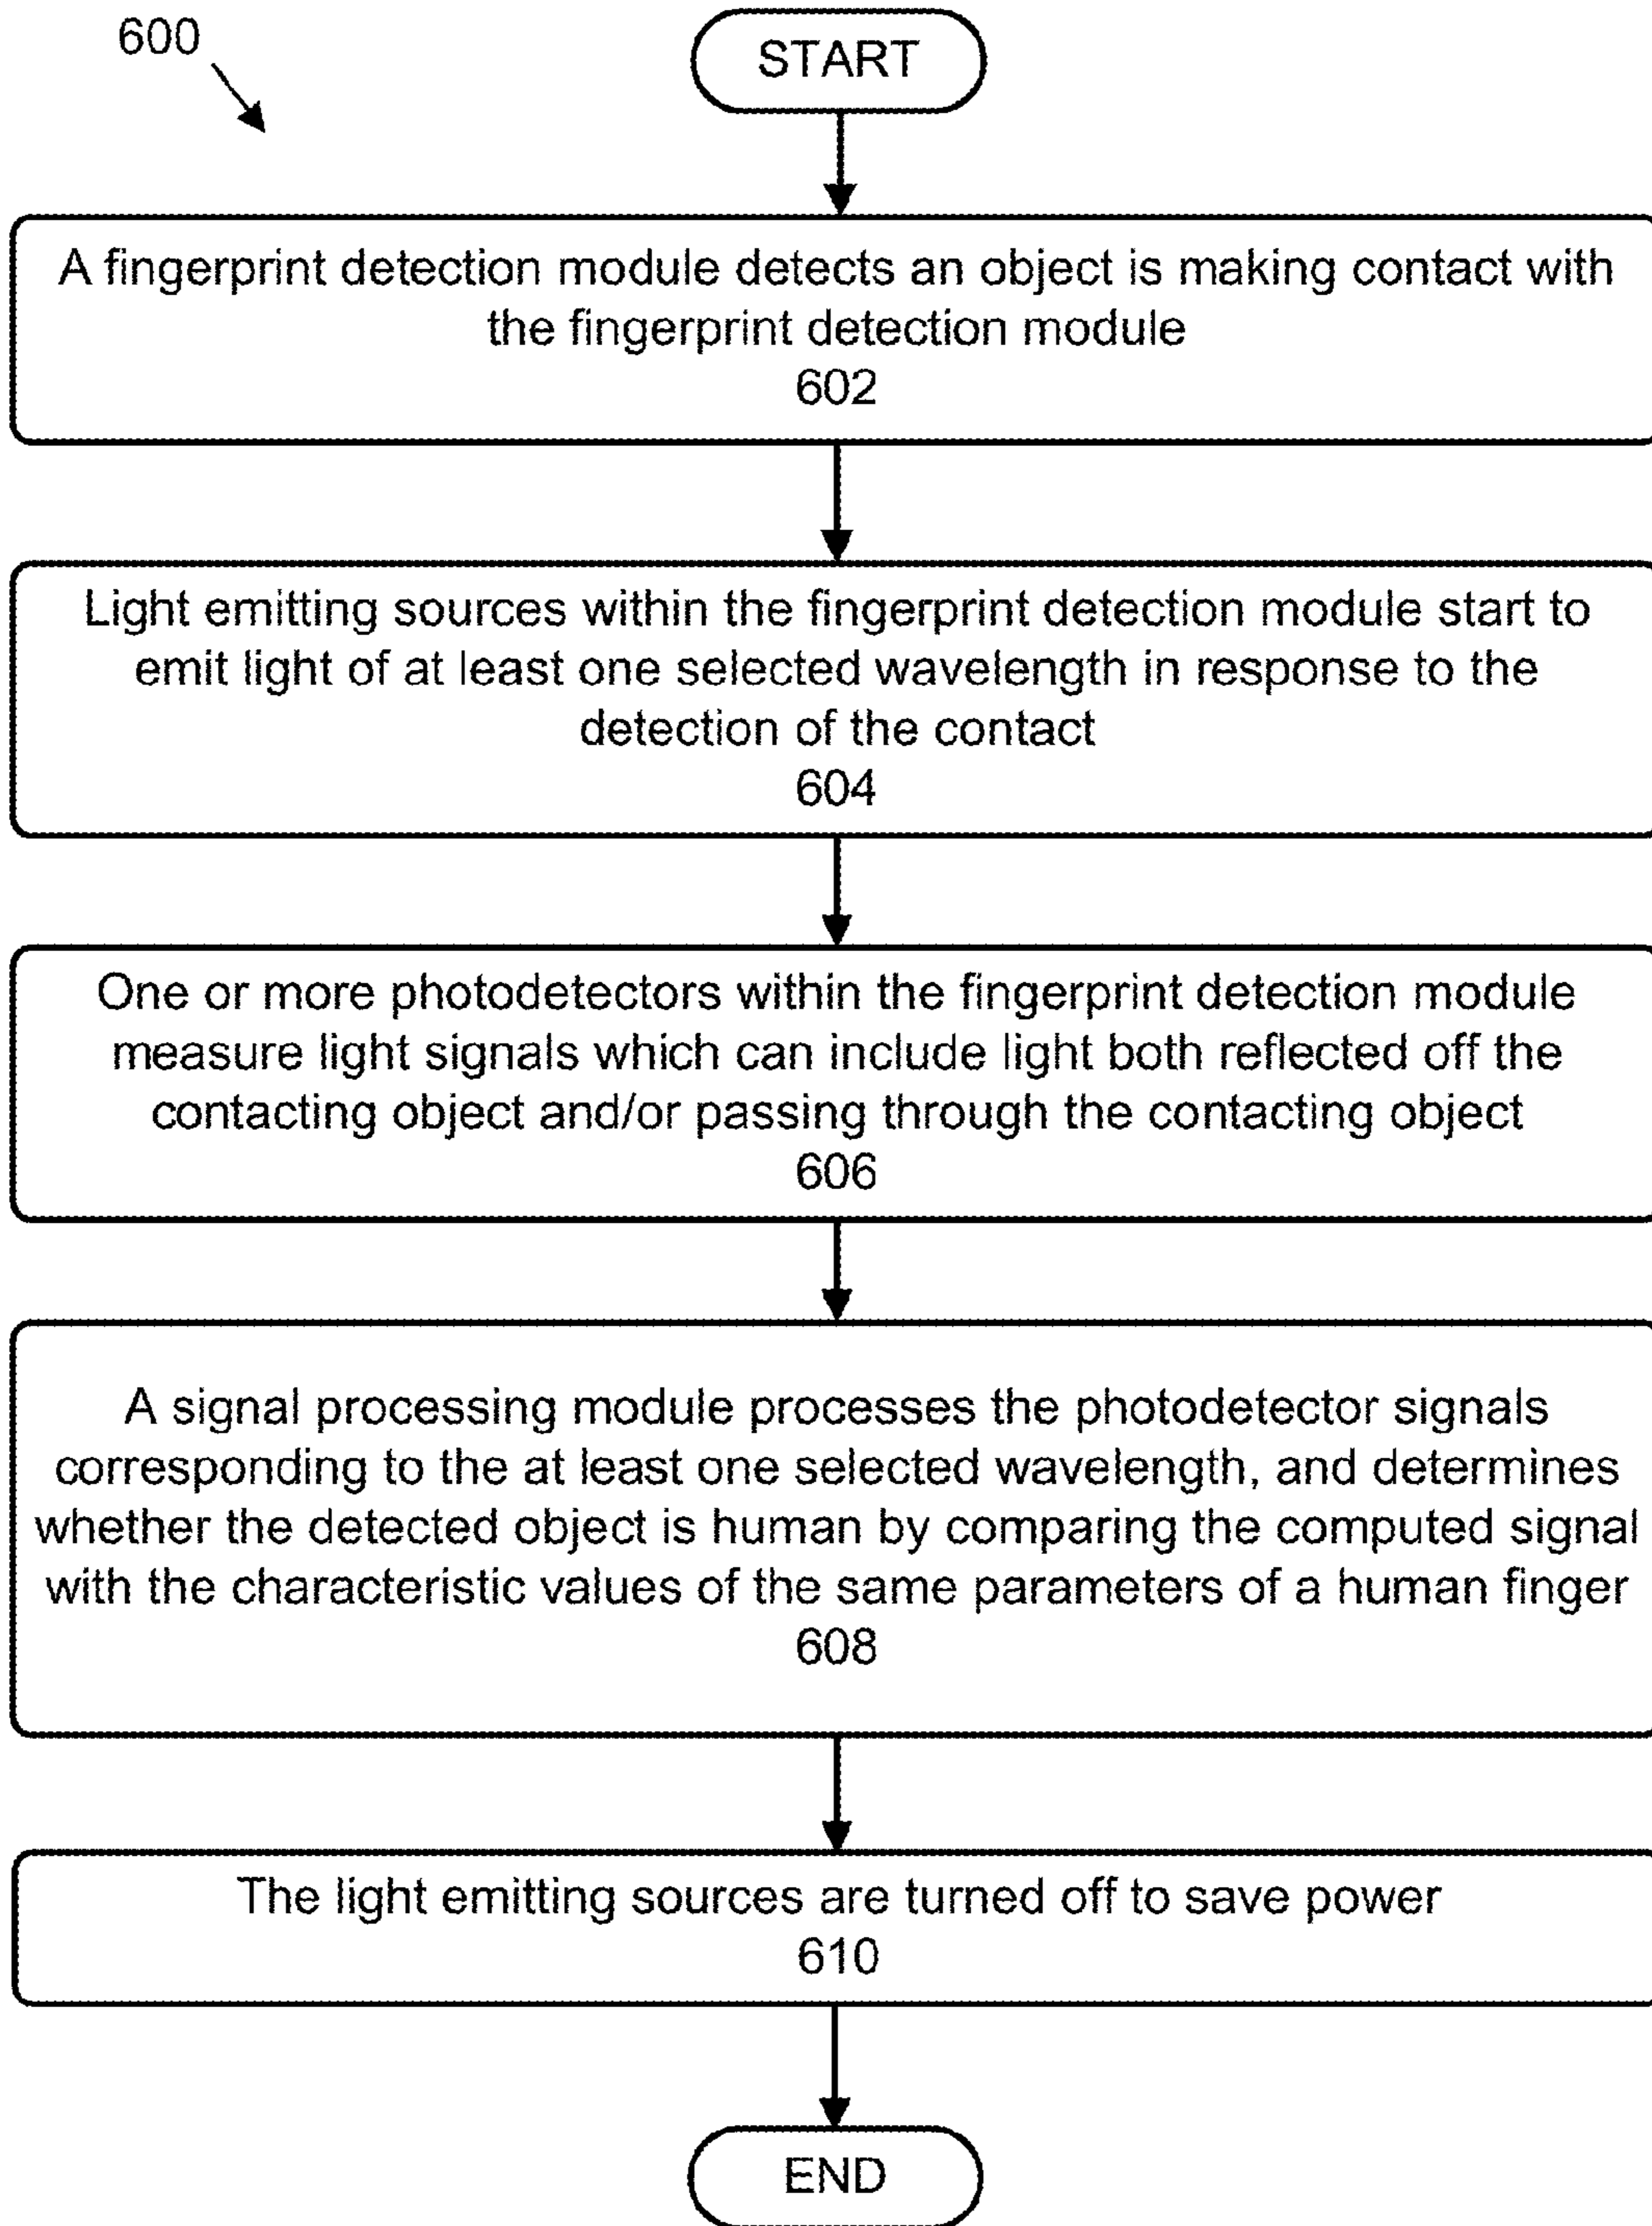 600
START
A fingerprint detection module detects an object is making contact with
the fingerprint detection module
602
Light emitting sources within the fingerprint detection module start to
emit light of at least one selected wavelength in response to the
detection of the contact
604
One or more photodetectors within the fingerprint detection module
measure light signals which can include light both reflected off the
contacting object and/or passing through the contacting object
606
A signal processing module processes the photodetector signals
corresponding to the at least one selected wavelength, and determines
whether the detected object is human by comparing the computed signal
with the characteristic values of the same parameters of a human finger
608
The light emitting sources are turned off to save power
610
END